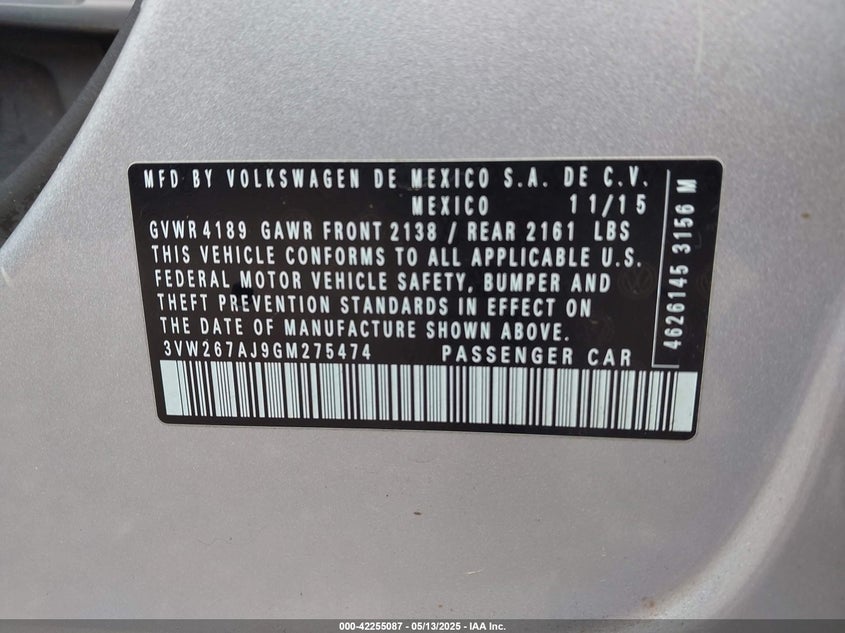 MFD BY VOLKSWAGEN DE MEXICO S.A. DE C.V.
MEXICO 11/15
GVWR 4189 GAWR FRONT 2138 / REAR 2161 LBS
THIS VEHICLE CONFORMS TO ALL APPLICABLE U.S.
FEDERAL MOTOR VEHICLE SAFETY, BUMPER AND
THEFT PREVENTION STANDARDS IN EFFECT ON
THE DATE OF MANUFACTURE SHOWN ABOVE.
3VW267AJ9GM275474 PASSENGER CAR
4626145 3156 M
000-42255087 - 05/13/2025 - IAA Inc.